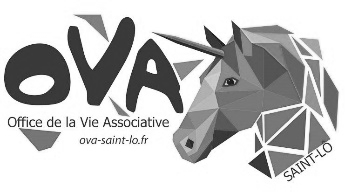 OVA
Office de la Vie Associative
ova-saint-lo.fr
SAINT-LO